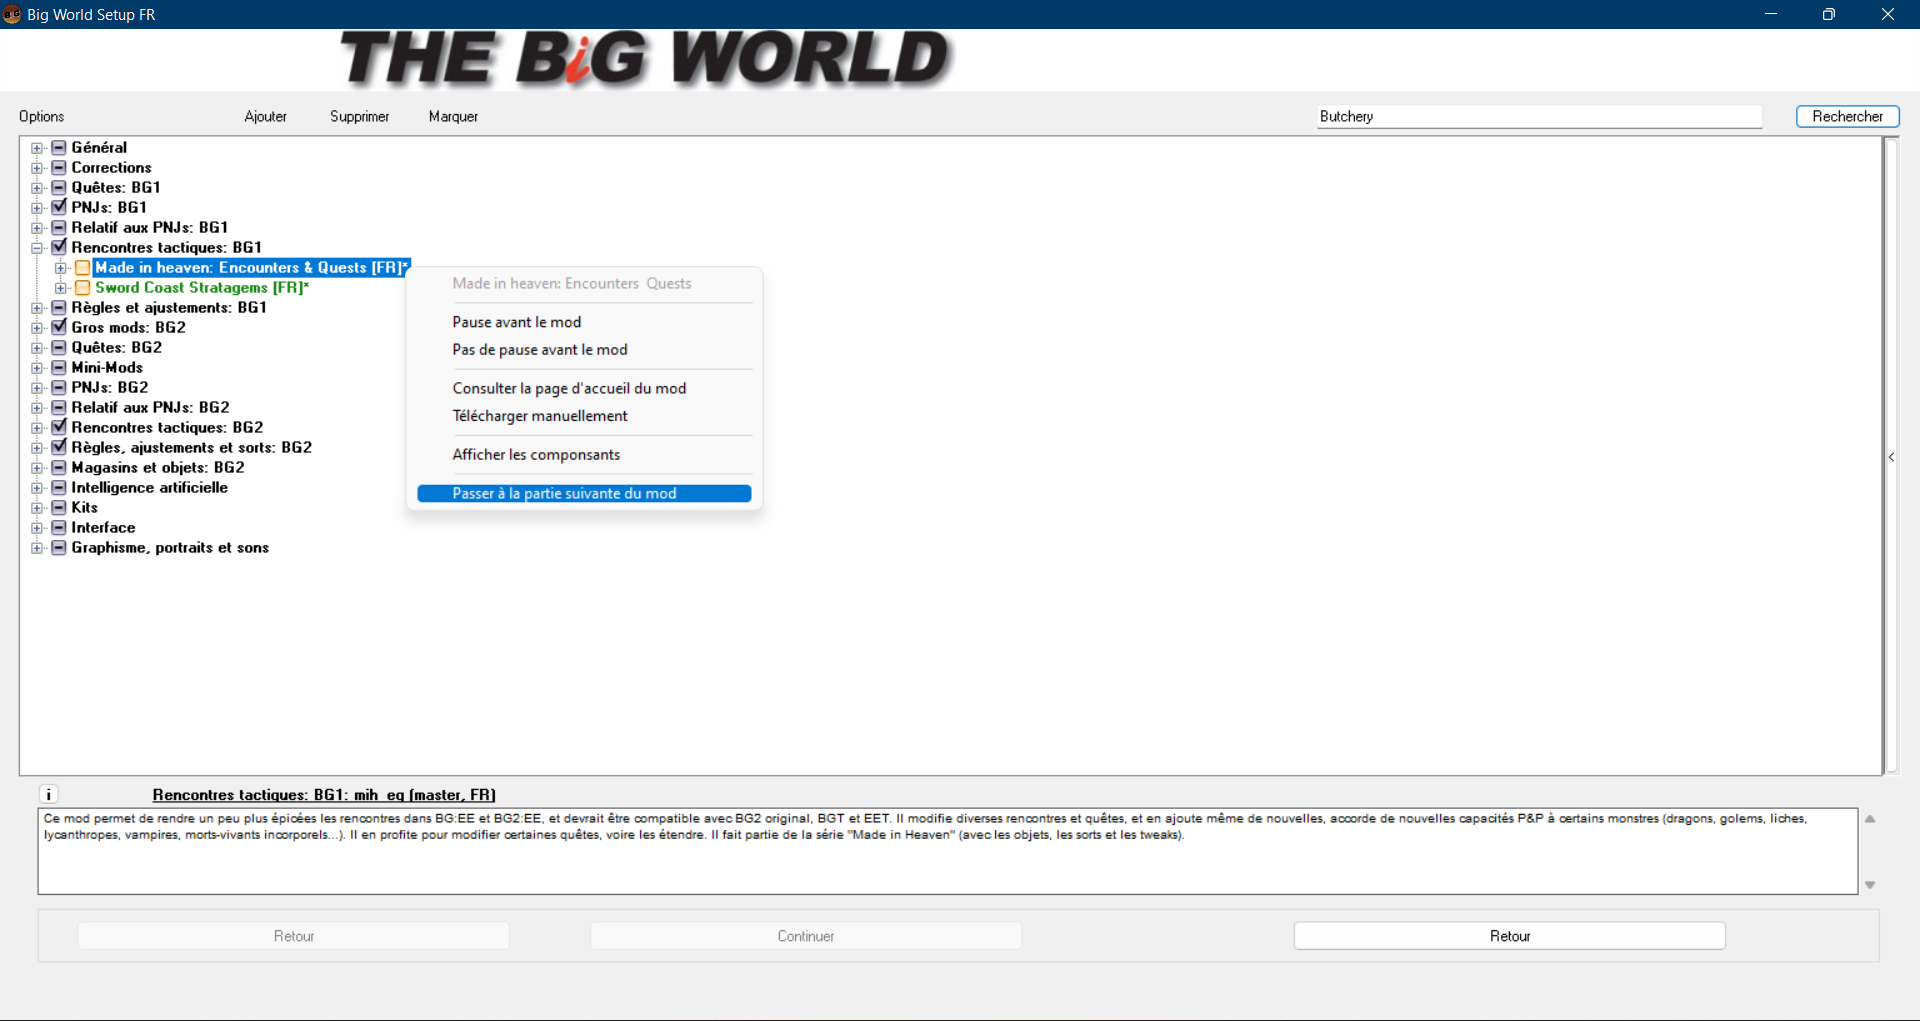 Big World Setup FR
THE BiG WORLD
Options Ajouter Supprimer Marquer Butchery Rechercher
Général
Corrections
Quêtes: BG1
PNJs: BG1
Relatif aux PNJs: BG1
Rencontres tactiques: BG1
Made in heaven: Encounters & Quests [FR]*
Sword Coast Stratagems [FR]*
Règles et ajustements: BG1
Gros mods: BG2
Quêtes: BG2
Mini-Mods
PNJs: BG2
Relatif aux PNJs: BG2
Rencontres tactiques: BG2
Règles, ajustements et sorts: BG2
Magasins et objets: BG2
Intelligence artificielle
Kits
Interface
Graphisme, portraits et sons
Made in heaven: Encounters Quests
Pause avant le mod
Pas de pause avant le mod
Consulter la page d'accueil du mod
Télécharger manuellement
Afficher les componsants
Passer à la partie suivante du mod
i
Rencontres tactiques: BG1: mih_eq (master, FR)
Ce mod permet de rendre un peu plus épicées les rencontres dans BG:EE et BG2:EE, et devrait être compatible avec BG2 original, BGT et EET. Il modifie diverses rencontres et quêtes, et en ajoute même de nouvelles, accorde de nouvelles capacités P&P à certains monstres (dragons, golems, liches,
lycanthropes, vampires, morts-vivants incorporels...). Il en profite pour modifier certaines quêtes, voire les étendre. Il fait partie de la série "Made in Heaven" (avec les objets, les sorts et les tweaks).
Retour Continuer Retour